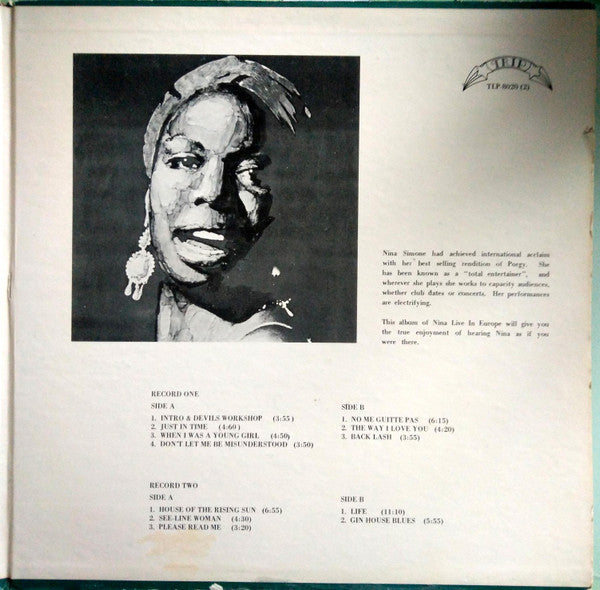 TRIP
TLP-8020 (2)
Nina Simone had achieved international acclaim
with her best selling rendition of Porgy. She
has been known as a "total entertainer", and
wherever she plays she works to capacity audiences,
whether club dates or concerts. Her performances
are electrifying.
This album of Nina Live In Europe will give you
the true enjoyment of hearing Nina as if you
were there.
RECORD ONE
SIDE A
1. INTRO & DEVILS WORKSHOP (3:55)
2. JUST IN TIME (4:60)
3. WHEN I WAS A YOUNG GIRL (4:50)
4. DON'T LET ME BE MISUNDERSTOOD (3:50)
SIDE B
1. NO ME GUITTE PAS (6:15)
2. THE WAY I LOVE YOU (4:20)
3. BACK LASH (3:55)
RECORD TWO
SIDE A
1. HOUSE OF THE RISING SUN (6:55)
2. SEE-LINE WOMAN (4:30)
3. PLEASE READ ME (3:20)
SIDE B
1. LIFE (11:10)
2. GIN HOUSE BLUES (5:55)